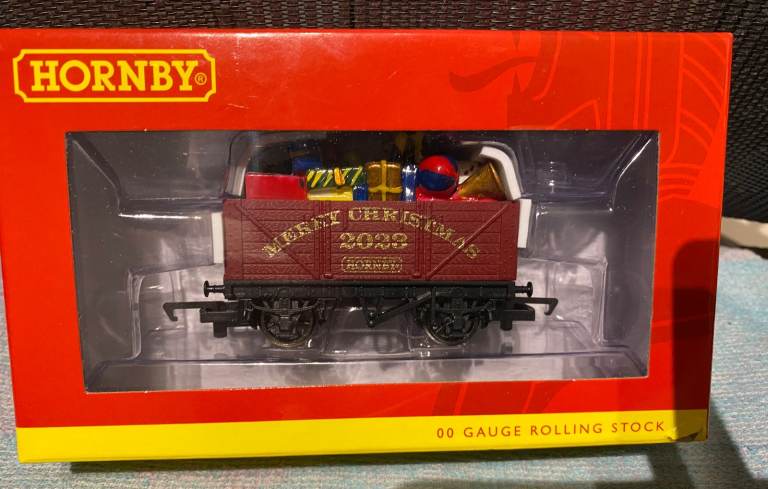 HORNBY®
MERRY CHRISTMAS
2023
HORNBY
00 GAUGE ROLLING STOCK